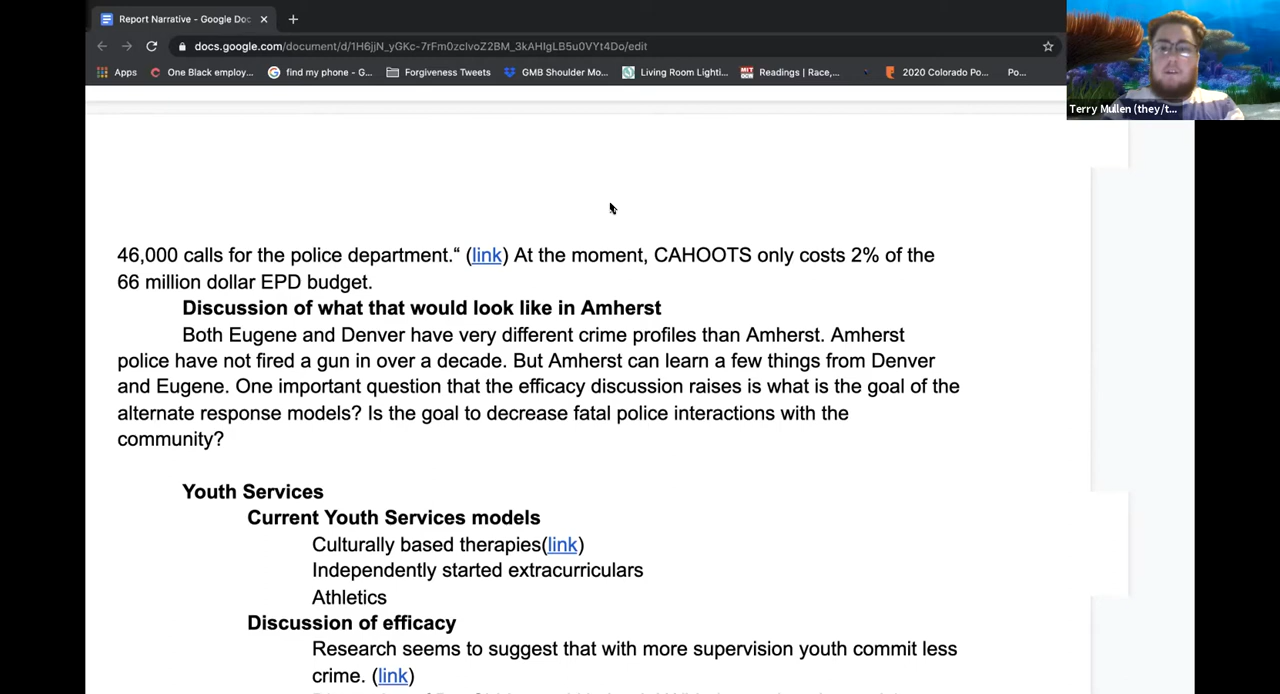 Report Narrative - Google Doc
docs.google.com/document/d/1H6jjN_yGKc-7rFm0zcIvoZ2BM_3kAHIgLB5u0VYt4Do/edit
Apps One Black employ... find my phone - G... Forgiveness Tweets GMB Shoulder Mo... Living Room Lighti... Readings | Race,... 2020 Colorado Po... Po...
Terry Mullen (they/t...
46,000 calls for the police department.“ (link) At the moment, CAHOOTS only costs 2% of the
66 million dollar EPD budget.
Discussion of what that would look like in Amherst
Both Eugene and Denver have very different crime profiles than Amherst. Amherst
police have not fired a gun in over a decade. But Amherst can learn a few things from Denver
and Eugene. One important question that the efficacy discussion raises is what is the goal of the
alternate response models? Is the goal to decrease fatal police interactions with the
community?
Youth Services
Current Youth Services models
Culturally based therapies(link)
Independently started extracurriculars
Athletics
Discussion of efficacy
Research seems to suggest that with more supervision youth commit less
crime. (link)